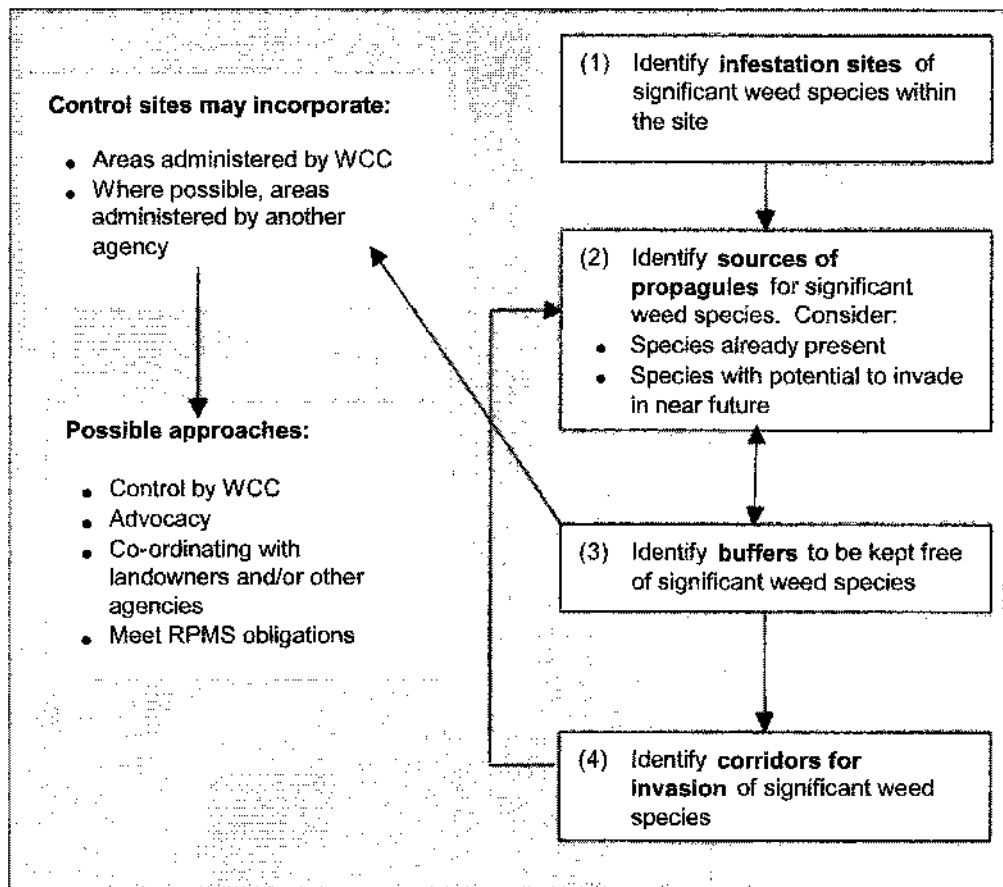 Control sites may incorporate:
• Areas administered by WCC
• Where possible, areas
administered by another
agency
Possible approaches:
• Control by WCC
• Advocacy
• Co-ordinating with
landowners and/or other
agencies
• Meet RPMS obligations
(1) Identify infestation sites of
significant weed species within
the site
(2) Identify sources of
propagules for significant
weed species. Consider:
• Species already present
• Species with potential to invade
in near future
(3) Identify buffers to be kept free
of significant weed species
(4) Identify corridors for
invasion of significant weed
species